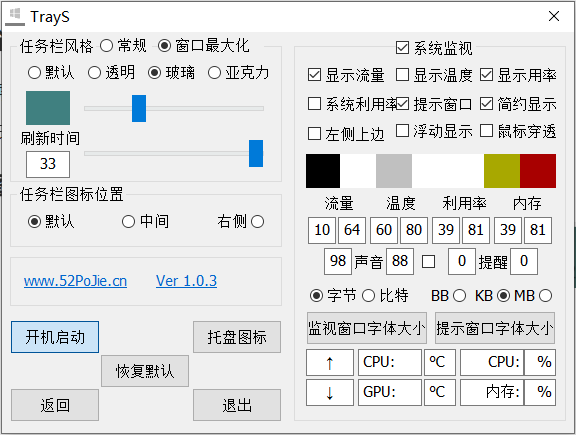 TrayS
任务栏风格 常规 窗口最大化
默认 透明 玻璃 亚克力
刷新时间
33
任务栏图标位置
默认 中间 右侧
www.52PoJie.cn Ver 1.0.3
开机启动 托盘图标
恢复默认
返回 退出
系统监视
显示流量 显示温度 显示用率
系统利用率 提示窗口 简约显示
左侧上边 浮动显示 鼠标穿透
流量 温度 利用率 内存
10 64 60 80 39 81 39 81
98 声音 88 0 提醒 0
字节 比特 BB KB MB
监视窗口字体大小 提示窗口字体大小
↑ CPU: ºC CPU: %
↓ GPU: ºC 内存: %